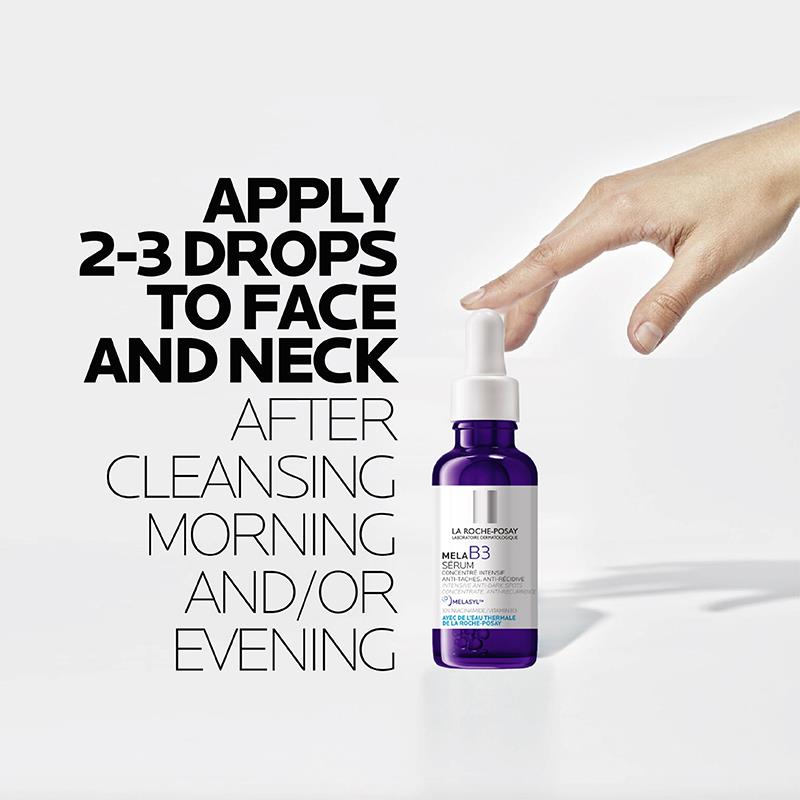 APPLY
2-3 DROPS
TO FACE
AND NECK
AFTER
CLEANSING
MORNING
AND/OR
EVENING
LA ROCHE-POSAY
LABORATOIRE DERMATOLOGIQUE
MELA B3
SÉRUM
CONCENTRÉ INTENSIF
ANTI-TACHES, ANTI-RÉCIDIVE
INTENSIVE ANTI-DARK SPOTS
CONCENTRATE, ANTI-RECURRENCE
MELASYL™
10% NIACINAMIDE/VITAMIN B3
AVEC DE L'EAU THERMALE
DE LA ROCHE-POSAY